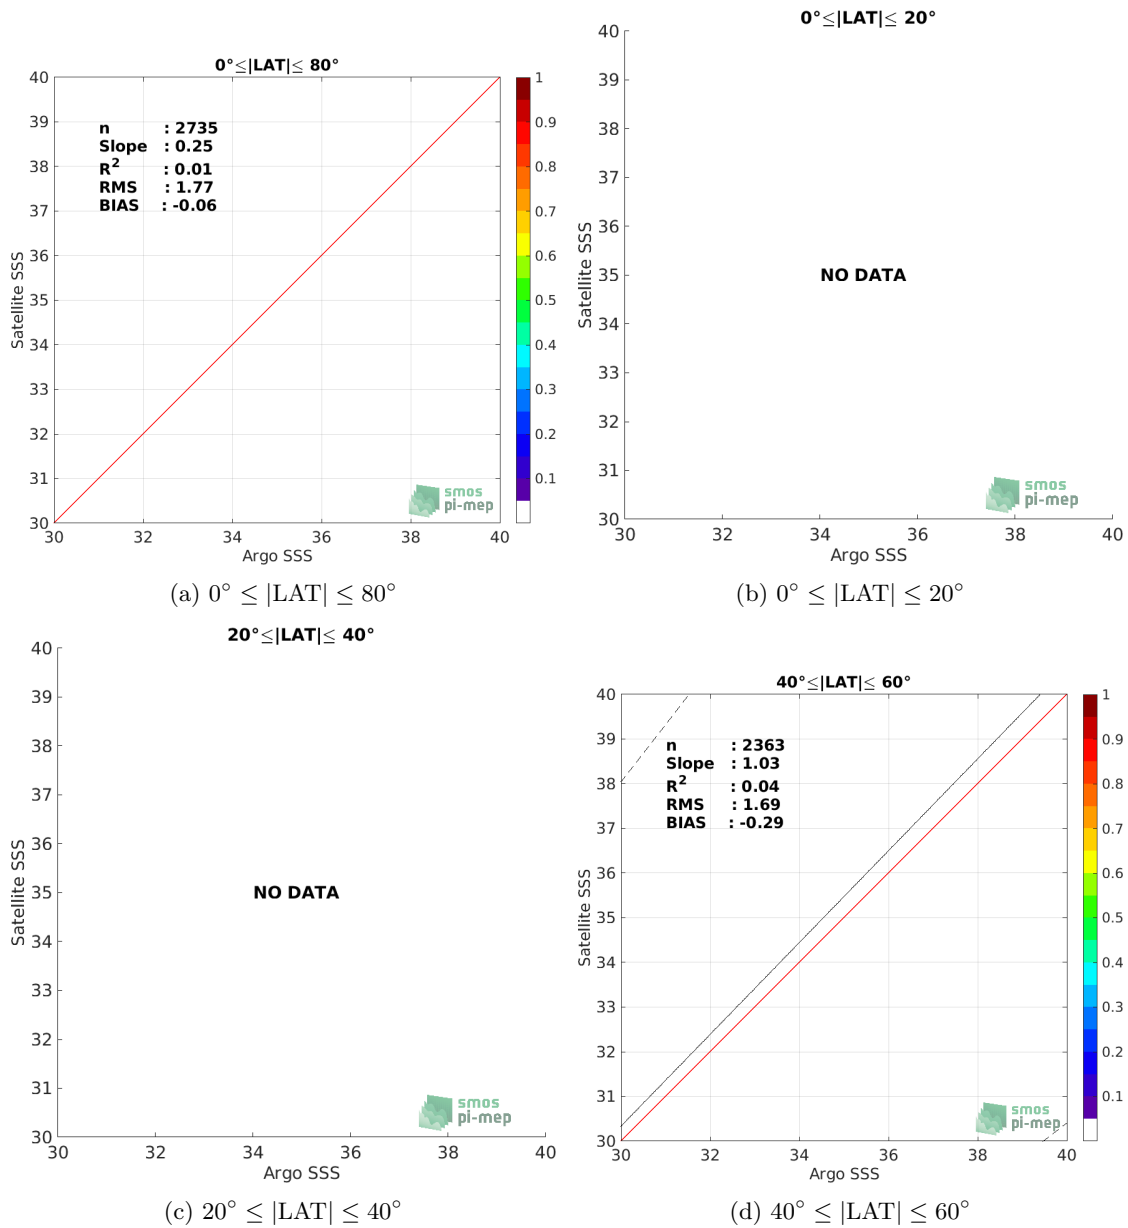 0°≤|LAT|≤ 80°
40
39
38
37
36
35
34
33
32
31
30
n : 2735
Slope : 0.25
R² : 0.01
RMS : 1.77
BIAS : -0.06
Satellite SSS
smos
pi-mep
30 32 34 36 38 40
Argo SSS
1
0.9
0.8
0.7
0.6
0.5
0.4
0.3
0.2
0.1
(a) 0° ≤ |LAT| ≤ 80°
0°≤|LAT|≤ 20°
40
39
38
37
36
35
34
33
32
31
30
Satellite SSS
NO DATA
smos
pi-mep
30 32 34 36 38 40
Argo SSS
(b) 0° ≤ |LAT| ≤ 20°
20°≤|LAT|≤ 40°
40
39
38
37
36
35
34
33
32
31
30
Satellite SSS
NO DATA
smos
pi-mep
30 32 34 36 38 40
Argo SSS
(c) 20° ≤ |LAT| ≤ 40°
40°≤|LAT|≤ 60°
40
39
38
37
36
35
34
33
32
31
30
n : 2363
Slope : 1.03
R² : 0.04
RMS : 1.69
BIAS : -0.29
Satellite SSS
smos
pi-mep
30 32 34 36 38 40
Argo SSS
1
0.9
0.8
0.7
0.6
0.5
0.4
0.3
0.2
0.1
(d) 40° ≤ |LAT| ≤ 60°